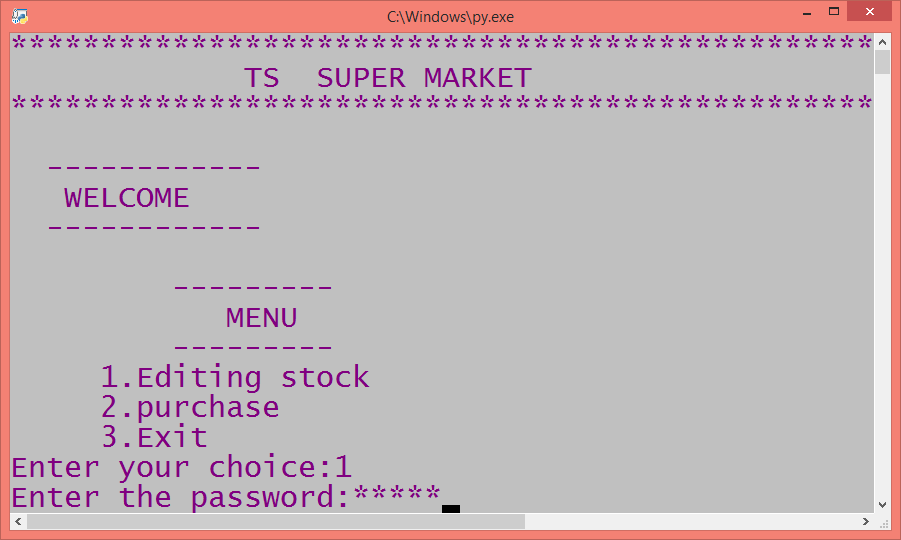 C:\Windows\py.exe
************************************************
TS  SUPER MARKET
************************************************
------------
WELCOME
------------
---------
MENU
---------
1.Editing stock
2.purchase
3.Exit
Enter your choice:1
Enter the password:*****